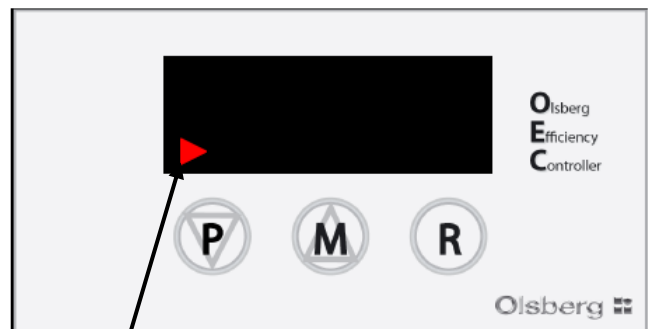 Olsberg
Efficiency
Controller
P M R
Olsberg